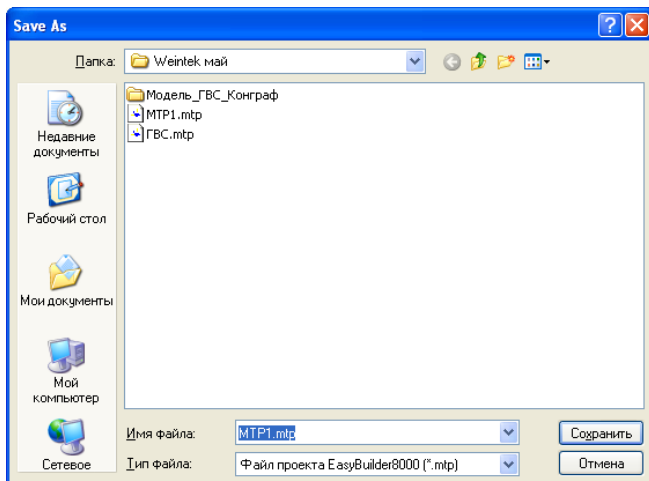 Save As
Папка:
Weintek май
Модель_ГВС_Конграф
MTP1.mtp
ГВС.mtp
Недавние
документы
Рабочий стол
Мои документы
Мой
компьютер
Сетевое
Имя файла:
MTP1.mtp
Сохранить
Тип файла:
Файл проекта EasyBuilder8000 (*.mtp)
Отмена